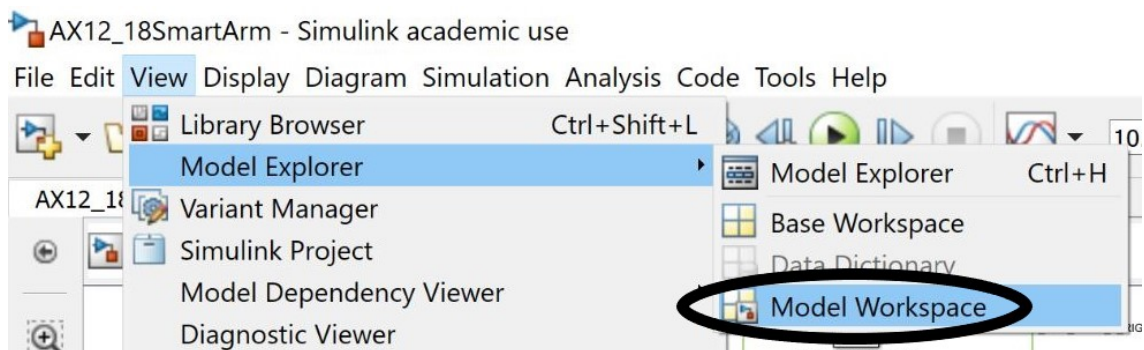 AX12_18SmartArm - Simulink academic use
File Edit View Display Diagram Simulation Analysis Code Tools Help
Library Browser Ctrl+Shift+L
10.
Model Explorer
Model Explorer Ctrl+H
AX12_18
Variant Manager
Base Workspace
Simulink Project
Data Dictionary
Model Dependency Viewer
Model Workspace
Diagnostic Viewer